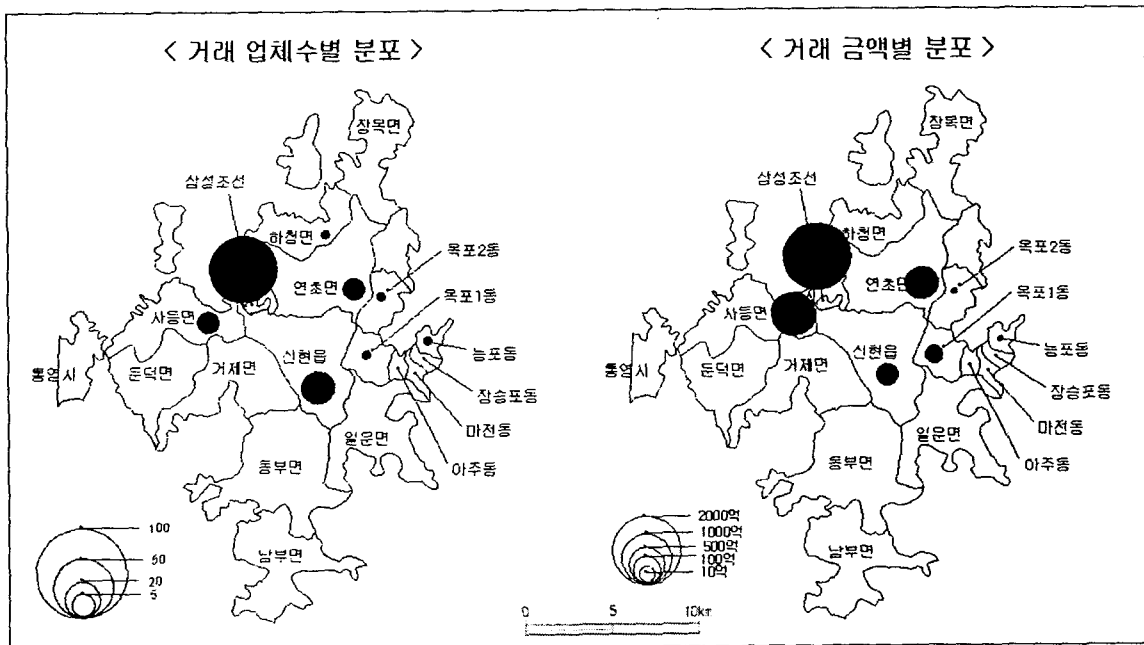 < 거래 업체수별 분포 >
장목면
삼성조선
하청면
옥포2동
연초면
옥포1동
사등면
신현읍
능포동
통영시
둔덕면
거제면
장승포동
마전동
일운면
아주동
동부면
남부면
100
50
20
5
< 거래 금액별 분포 >
장목면
삼성조선
하청면
옥포2동
연초면
옥포1동
사등면
신현읍
능포동
통영시
둔덕면
거제면
장승포동
마전동
일운면
아주동
동부면
남부면
2000억
1000억
500억
100억
10억
0 5 10km